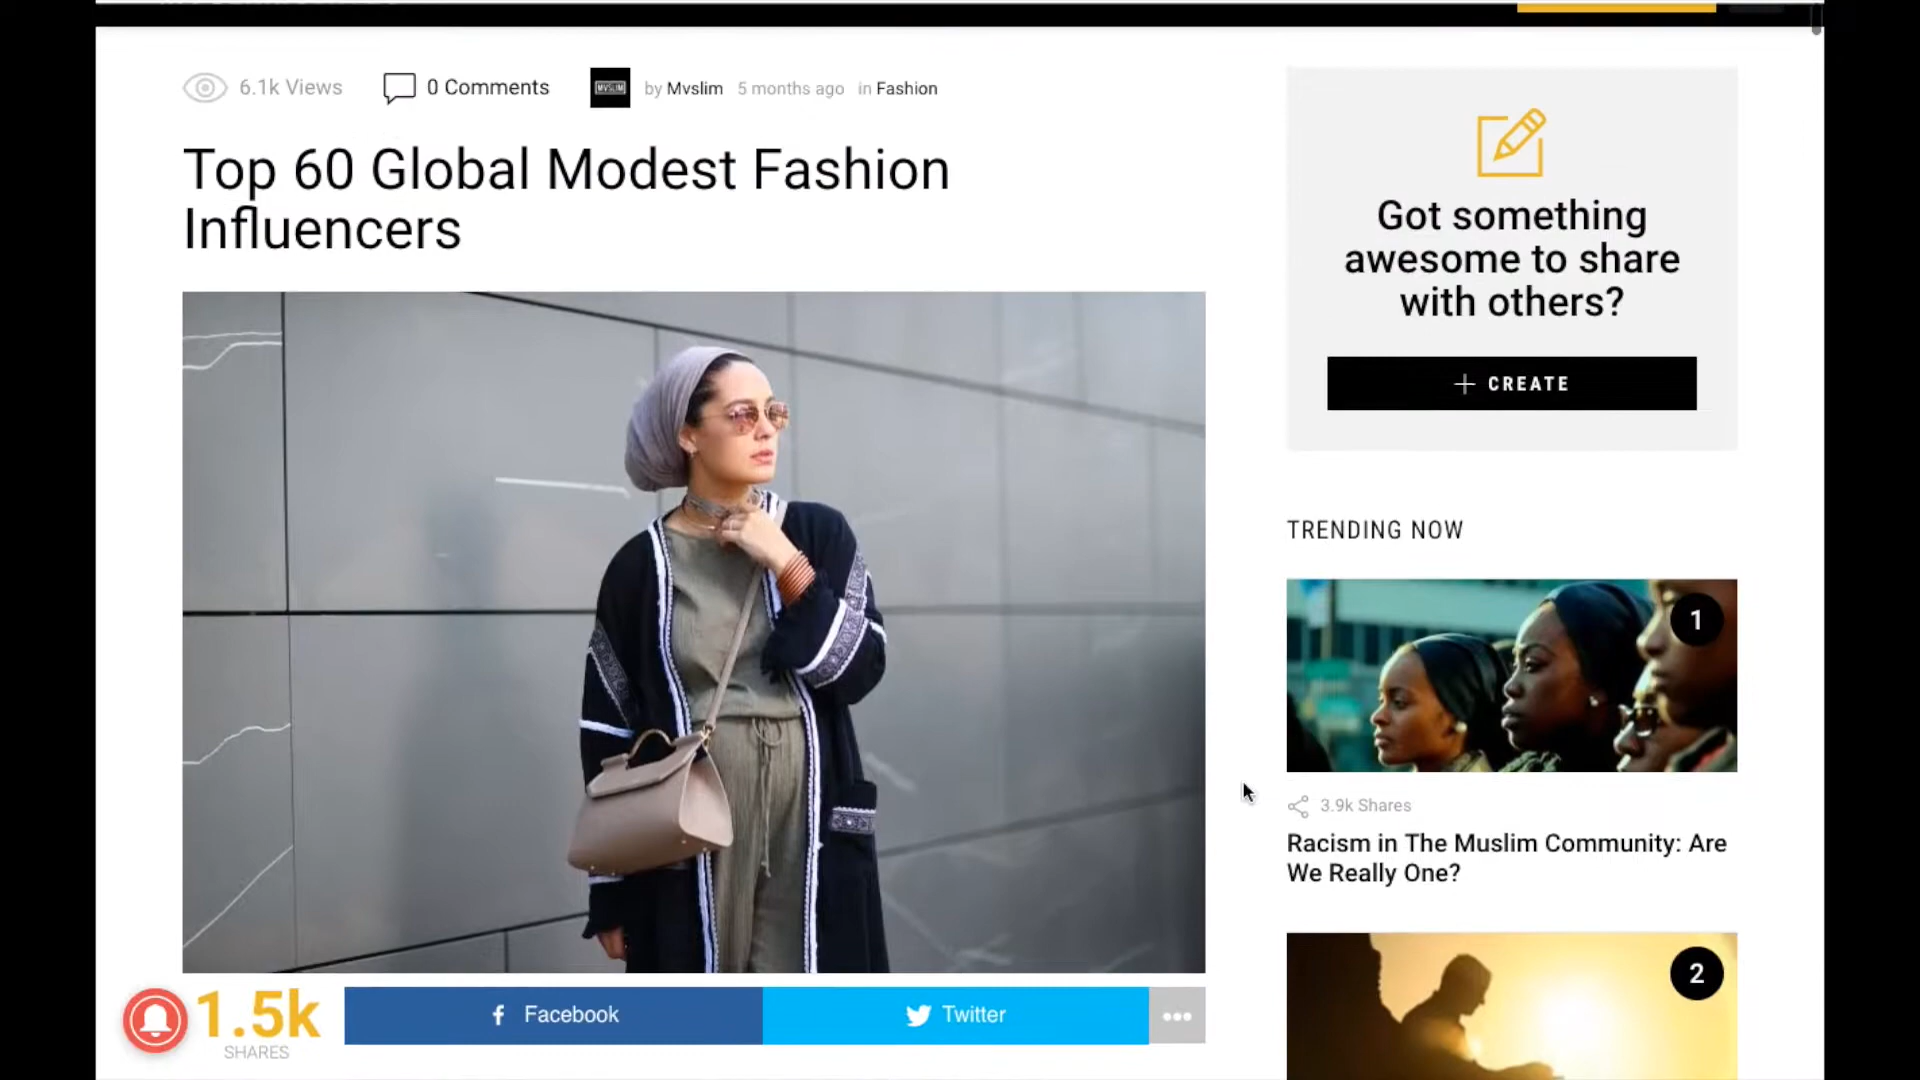 6.1k Views
0 Comments
MVSLIM
by Mvslim 5 months ago in Fashion
Top 60 Global Modest Fashion
Influencers
Got something
awesome to share
with others?
CREATE
TRENDING NOW
1
3.9k Shares
Racism in The Muslim Community: Are
We Really One?
2
1.5k
SHARES
Facebook
Twitter